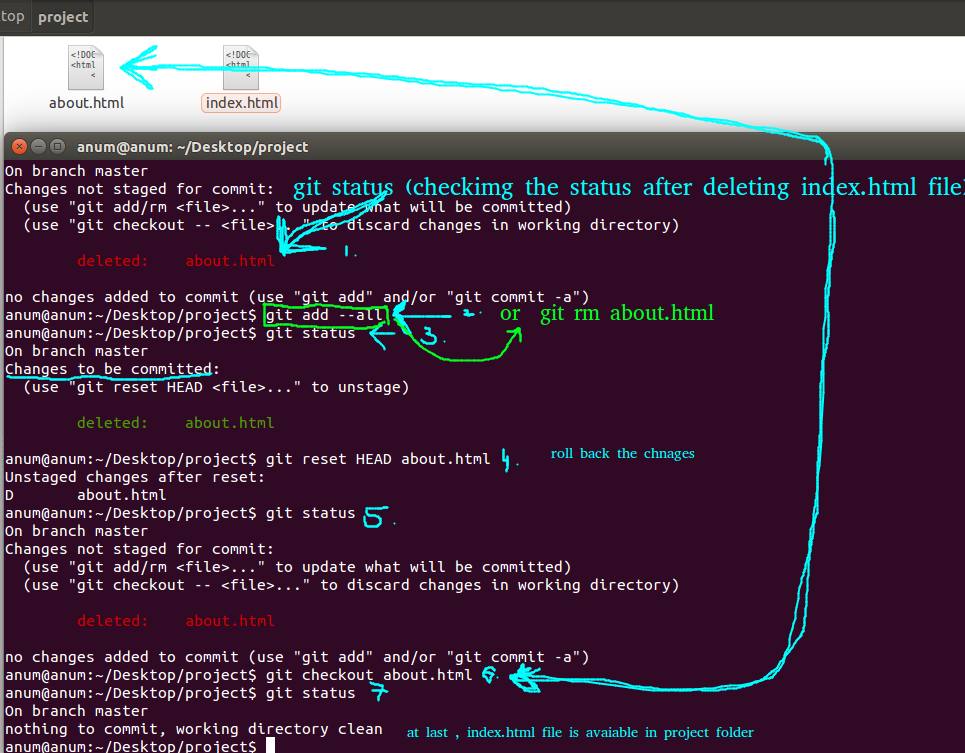 top project
<!DOC
<html
<
<!DOC
<html
<
about.html index.html
anum@anum: ~/Desktop/project
On branch master
Changes not staged for commit: git status (checkimg the status after deleting index.html file)
(use "git add/rm <file>..." to update what will be committed)
(use "git checkout -- <file>..." to discard changes in working directory)
deleted: about.html 1.
no changes added to commit (use "git add" and/or "git commit -a")
anum@anum:~/Desktop/project$ git add --all 2. or git rm about.html
anum@anum:~/Desktop/project$ git status 3.
On branch master
Changes to be committed:
(use "git reset HEAD <file>..." to unstage)
deleted: about.html
anum@anum:~/Desktop/project$ git reset HEAD about.html 4. roll back the chnages
Unstaged changes after reset:
D about.html
anum@anum:~/Desktop/project$ git status 5.
On branch master
Changes not staged for commit:
(use "git add/rm <file>..." to update what will be committed)
(use "git checkout -- <file>..." to discard changes in working directory)
deleted: about.html
no changes added to commit (use "git add" and/or "git commit -a")
anum@anum:~/Desktop/project$ git checkout about.html 6.
anum@anum:~/Desktop/project$ git status 7
On branch master
nothing to commit, working directory clean at last , index.html file is avaiable in project folder
anum@anum:~/Desktop/project$